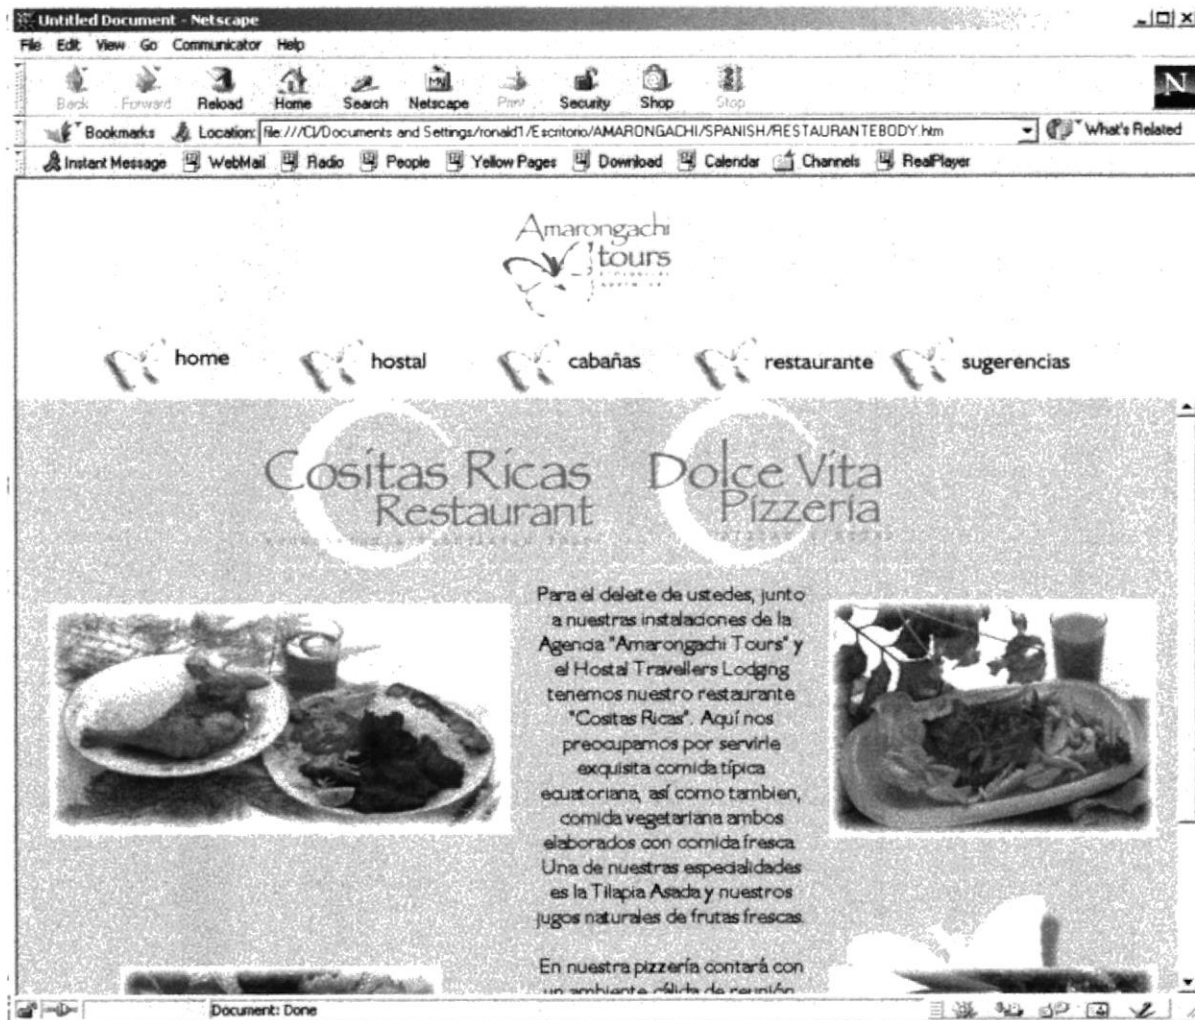 Untitled Document - Netscape
File Edit View Go Communicator Help
Back Forward Reload Home Search Netscape Print Security Shop Stop
N
Bookmarks Location: file:///C|/Documents and Settings/ronald1/Escritorio/AMARONGACHI/SPANISH/RESTAURANTEBODY.htm What's Related
Instant Message WebMail Radio People Yellow Pages Download Calendar Channels RealPlayer
Amarongachi
tours
home hostal cabañas restaurante sugerencias
Cositas Ricas
Restaurant
Dolce Vita
Pizzería
Para el deleite de ustedes, junto
a nuestras instalaciones de la
Agencia "Amarongachi Tours" y
el Hostal Travellers Lodging
tenemos nuestro restaurante
"Cositas Ricas". Aquí nos
preocupamos por servirle
exquisita comida típica
ecuatoriana, así como tambien,
comida vegetariana ambos
elaborados con comida fresca.
Una de nuestras especialidades
es la Tilapia Asada y nuestros
jugos naturales de frutas frescas.
En nuestra pizzería contará con
un ambiente cálida de reunión
Document: Done